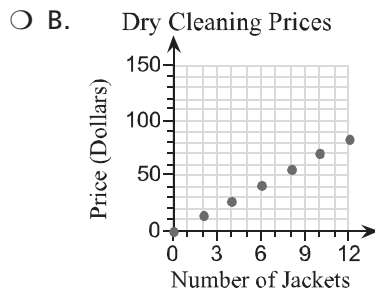 B. Dry Cleaning Prices
150
100
50
0
Price (Dollars)
0 3 6 9 12
Number of Jackets